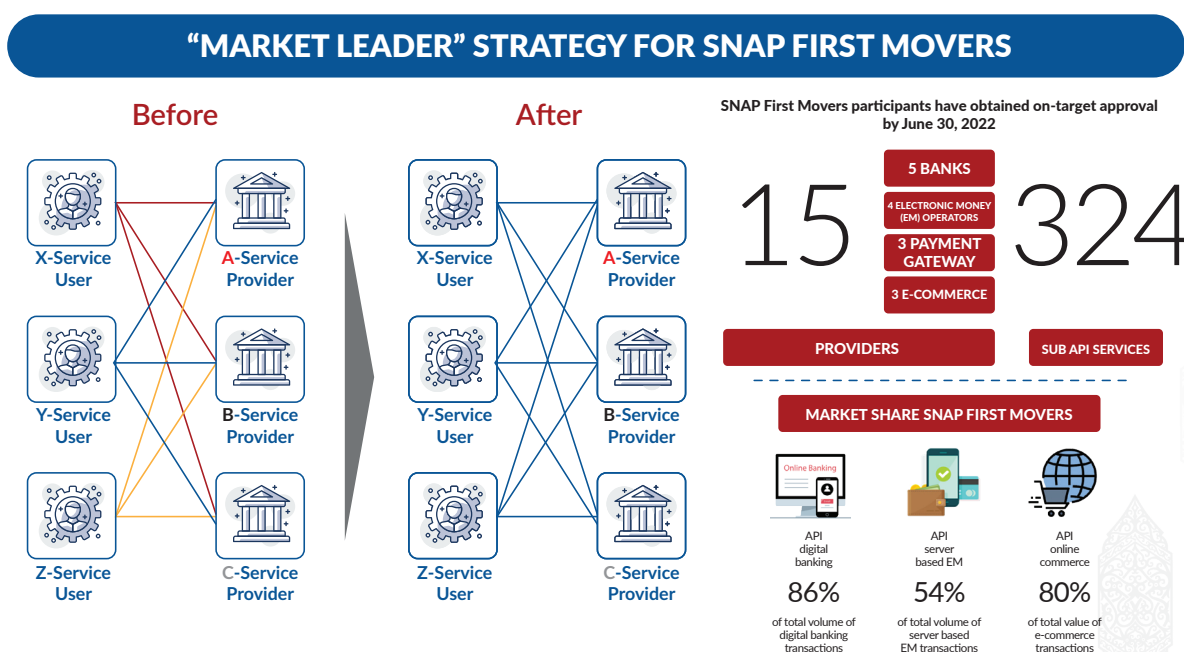 “MARKET LEADER” STRATEGY FOR SNAP FIRST MOVERS
Before
X-Service
User
A-Service
Provider
Y-Service
User
B-Service
Provider
Z-Service
User
C-Service
Provider
After
X-Service
User
A-Service
Provider
Y-Service
User
B-Service
Provider
Z-Service
User
C-Service
Provider
SNAP First Movers participants have obtained on-target approval
by June 30, 2022
15
5 BANKS
4 ELECTRONIC MONEY
(EM) OPERATORS
3 PAYMENT
GATEWAY
3 E-COMMERCE
324
PROVIDERS
SUB API SERVICES
MARKET SHARE SNAP FIRST MOVERS
Online Banking
API
digital
banking
86%
of total volume of
digital banking
transactions
API
server
based EM
54%
of total volume of
server based
EM transactions
API
online
commerce
80%
of total value of
e-commerce
transactions